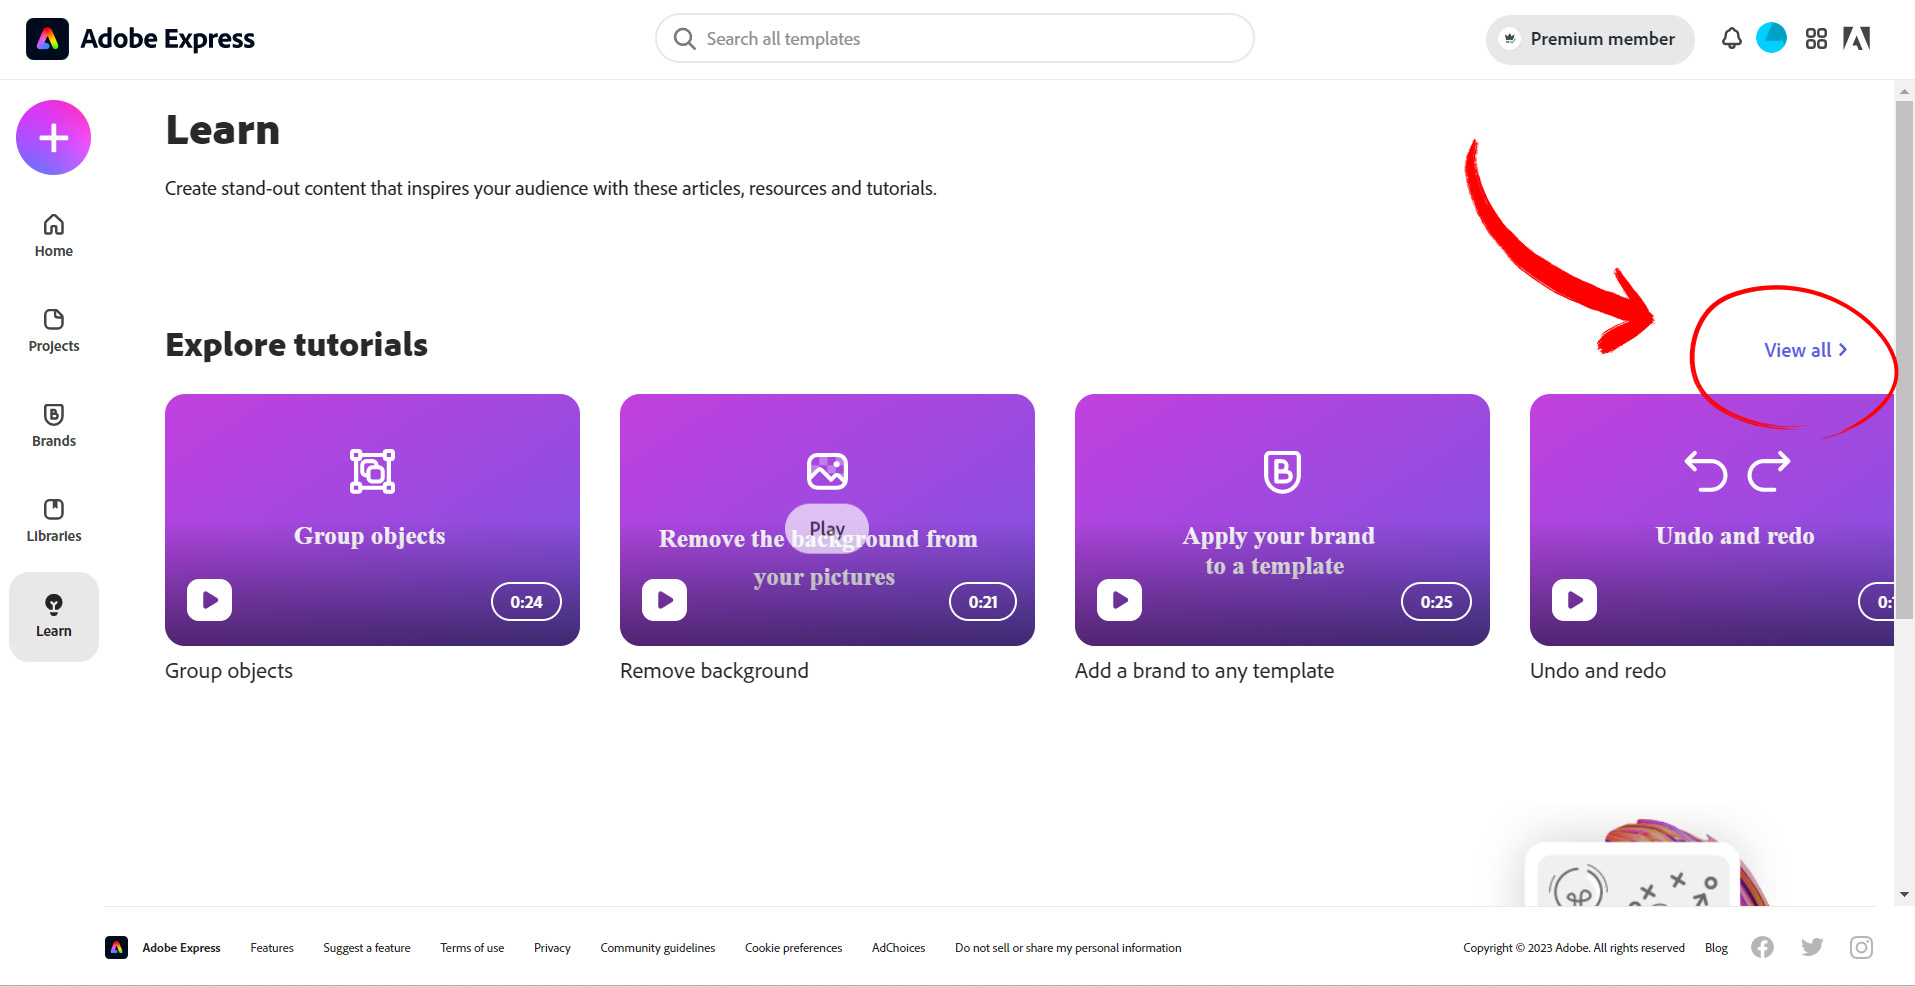 Adobe Express
Search all templates
Premium member
Learn
Create stand-out content that inspires your audience with these articles, resources and tutorials.
Home
Projects
Brands
Libraries
Learn
Explore tutorials
View all
Group objects
0:24
Group objects
Play
Remove the background from
your pictures
0:21
Remove background
B
Apply your brand
to a template
0:25
Add a brand to any template
Undo and redo
Undo and redo
Adobe Express Features Suggest a feature Terms of use Privacy Community guidelines Cookie preferences AdChoices Do not sell or share my personal information Copyright © 2023 Adobe. All rights reserved Blog